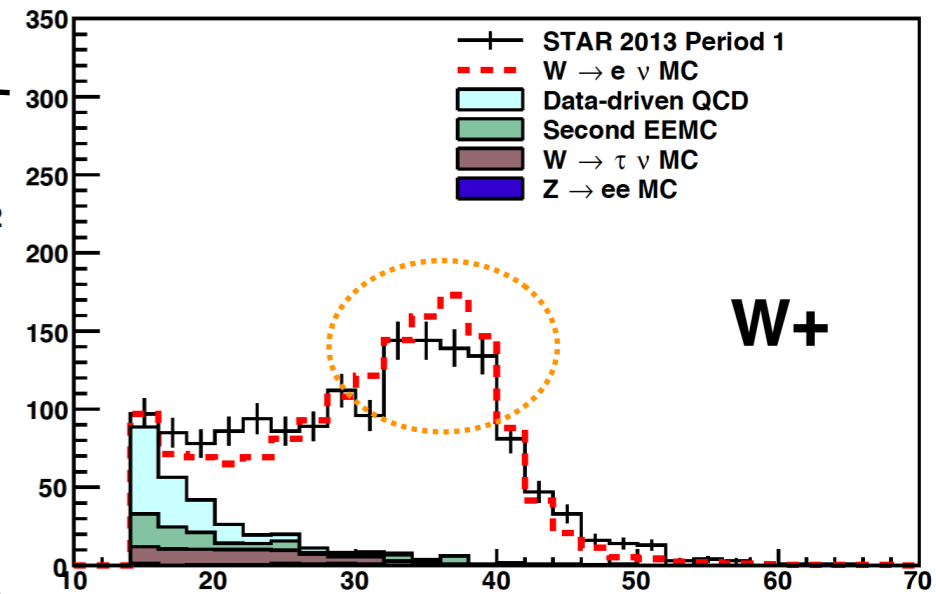 350
300
250
200
150
100
50
0
STAR 2013 Period 1
W → e ν MC
Data-driven QCD
Second EEMC
W → τ ν MC
Z → ee MC
W+
10 20 30 40 50 60 70